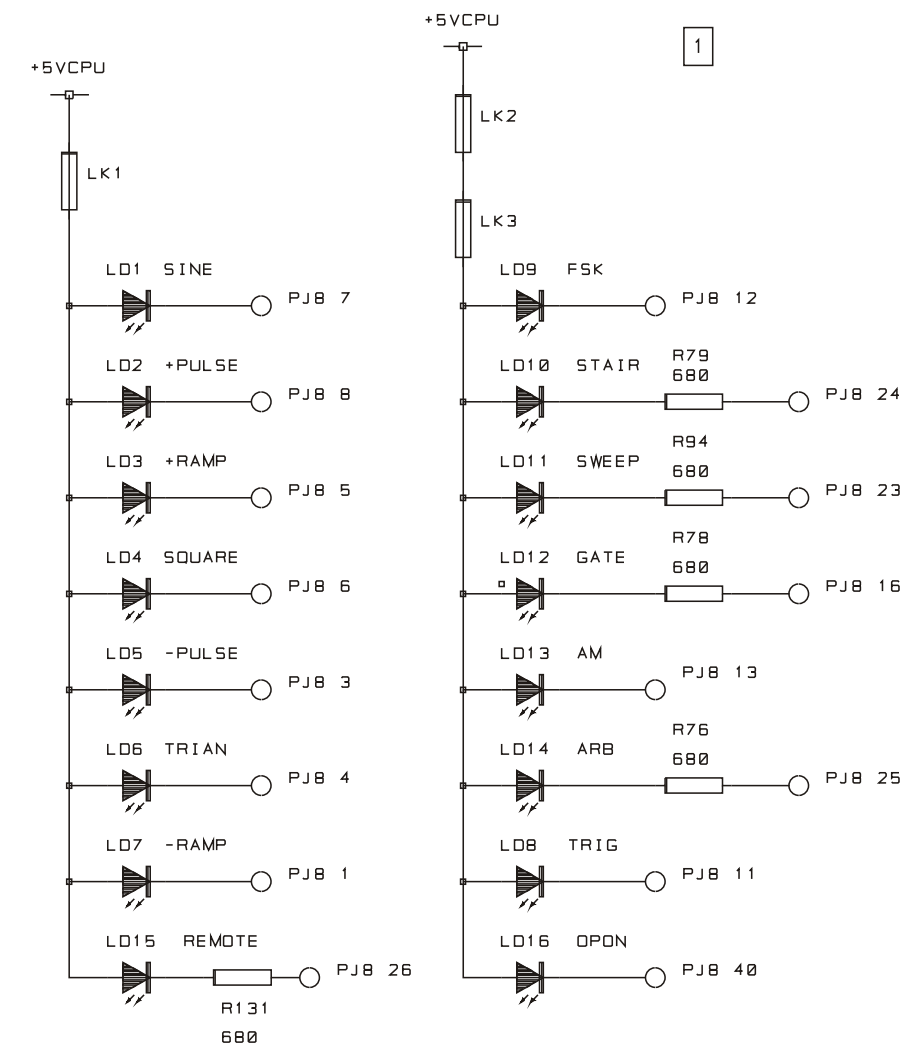 +5VCPU
LK1
LD1 SINE
PJ8 7
LD2 +PULSE
PJ8 8
LD3 +RAMP
PJ8 5
LD4 SQUARE
PJ8 6
LD5 -PULSE
PJ8 3
LD6 TRIAN
PJ8 4
LD7 -RAMP
PJ8 1
LD15 REMOTE
PJ8 26
R131
680
+5VCPU
1
LK2
LK3
LD9 FSK
PJ8 12
LD10 STAIR
R79
680
PJ8 24
LD11 SWEEP
R94
680
PJ8 23
LD12 GATE
R78
680
PJ8 16
LD13 AM
PJ8 13
LD14 ARB
R76
680
PJ8 25
LD8 TRIG
PJ8 11
LD16 OPON
PJ8 40